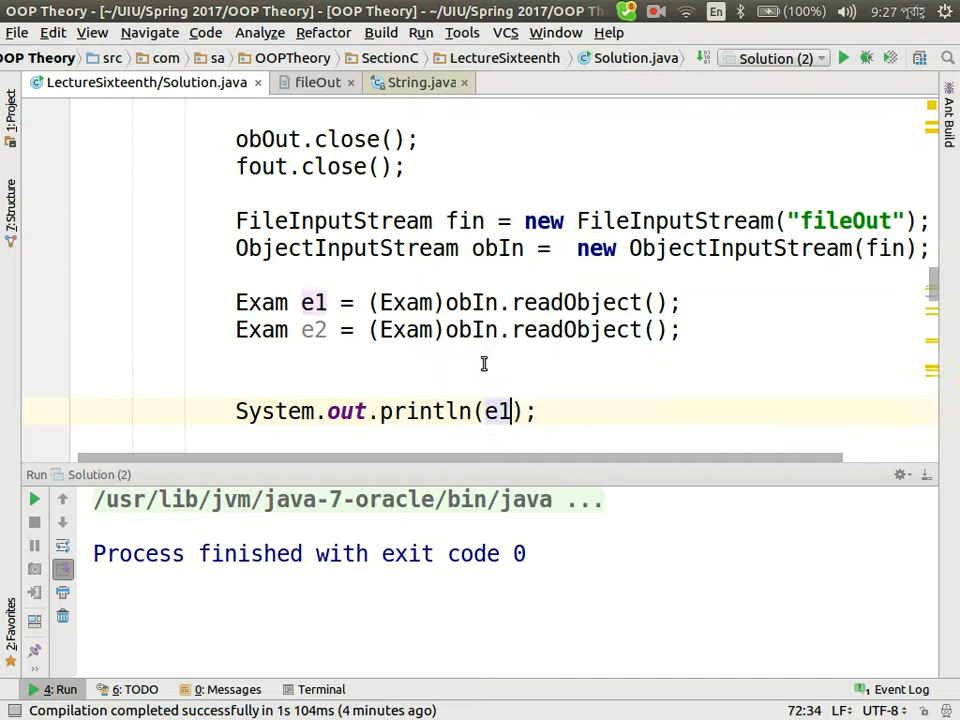 OOP Theory - [~/UIU/Spring 2017/OOP Theory] - [OOP Theory] - ~/UIU/Spring 2017/OOP Th En (100%) 9:27 পূর্বাহ্ণ
File Edit View Navigate Code Analyze Refactor Build Run Tools VCS Window Help
OOP Theory src com sa OOPTheory SectionC LectureSixteenth Solution.java Solution (2)
LectureSixteenth/Solution.java fileOut String.java
1: Project
7: Structure
2: Favorites
Ant Build
obOut.close();
fout.close();
FileInputStream fin = new FileInputStream("fileOut");
ObjectInputStream obIn =  new ObjectInputStream(fin);
Exam e1 = (Exam)obIn.readObject();
Exam e2 = (Exam)obIn.readObject();
System.out.println(e1);
Run Solution (2)
/usr/lib/jvm/java-7-oracle/bin/java ...
Process finished with exit code 0
4: Run 6: TODO 0: Messages Terminal 1 Event Log
Compilation completed successfully in 1s 104ms (4 minutes ago) 72:34 LF UTF-8